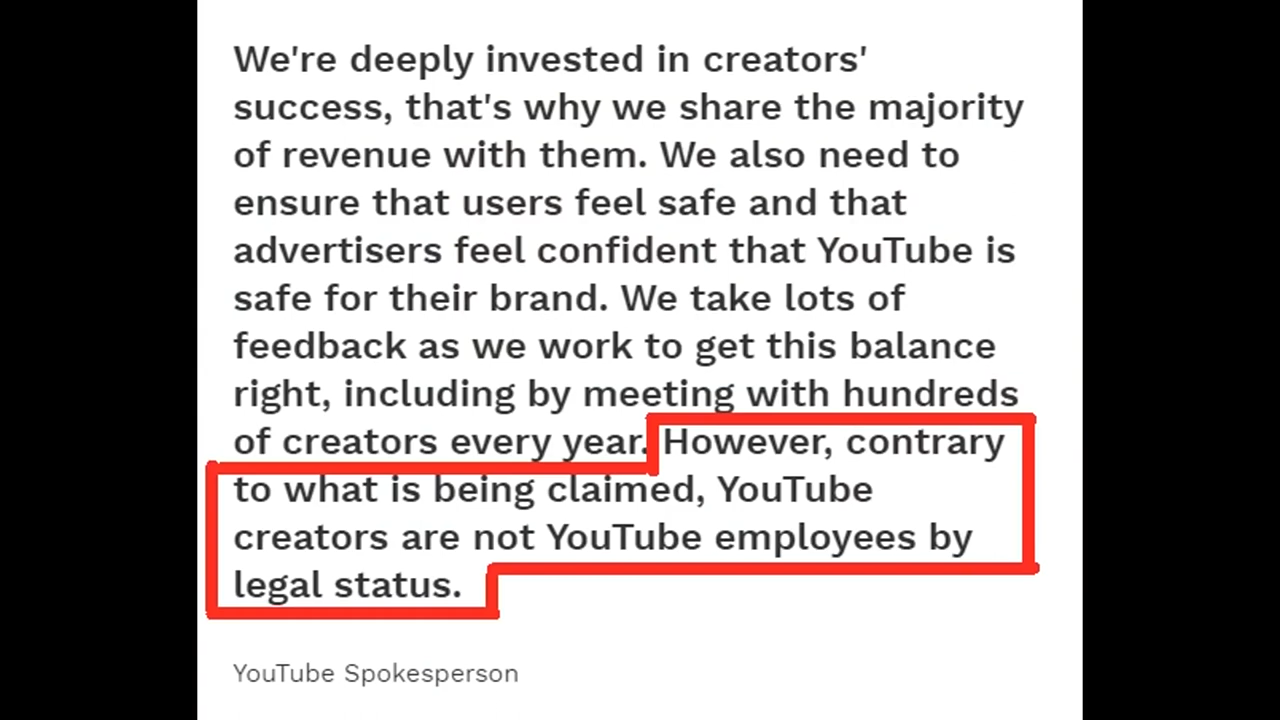 We're deeply invested in creators'
success, that's why we share the majority
of revenue with them. We also need to
ensure that users feel safe and that
advertisers feel confident that YouTube is
safe for their brand. We take lots of
feedback as we work to get this balance
right, including by meeting with hundreds
of creators every year. However, contrary
to what is being claimed, YouTube
creators are not YouTube employees by
legal status.
YouTube Spokesperson